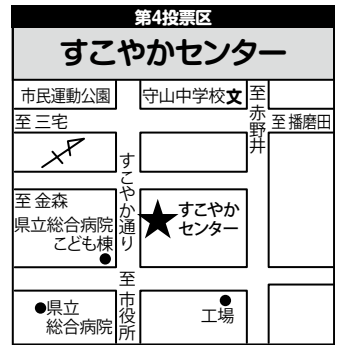 第4投票区
すこやかセンター
市民運動公園
守山中学校文
至赤野井
至三宅
至播磨田
すこやか通り
至金森
県立総合病院
こども棟
すこやか
センター
至市役所
県立
総合病院
工場